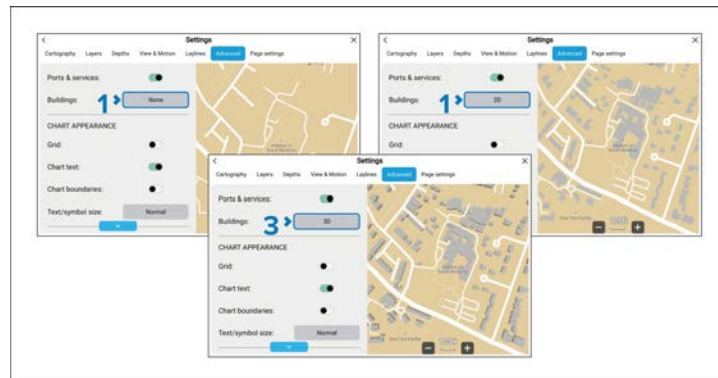 Settings
Cartography Layers Depths View & Motion Laylines Advanced Page settings
Ports & services:
Buildings: 1 None
CHART APPEARANCE
Grid:
Chart text:
Chart boundaries:
Text/symbol size: Normal
Settings
Cartography Layers Depths View & Motion Laylines Advanced Page settings
Ports & services:
Buildings: 1 2D
CHART APPEARANCE
Grid:
Settings
Cartography Layers Depths View & Motion Laylines Advanced Page settings
Ports & services:
Buildings: 3 3D
CHART APPEARANCE
Grid:
Chart text:
Chart boundaries:
Text/symbol size: Normal